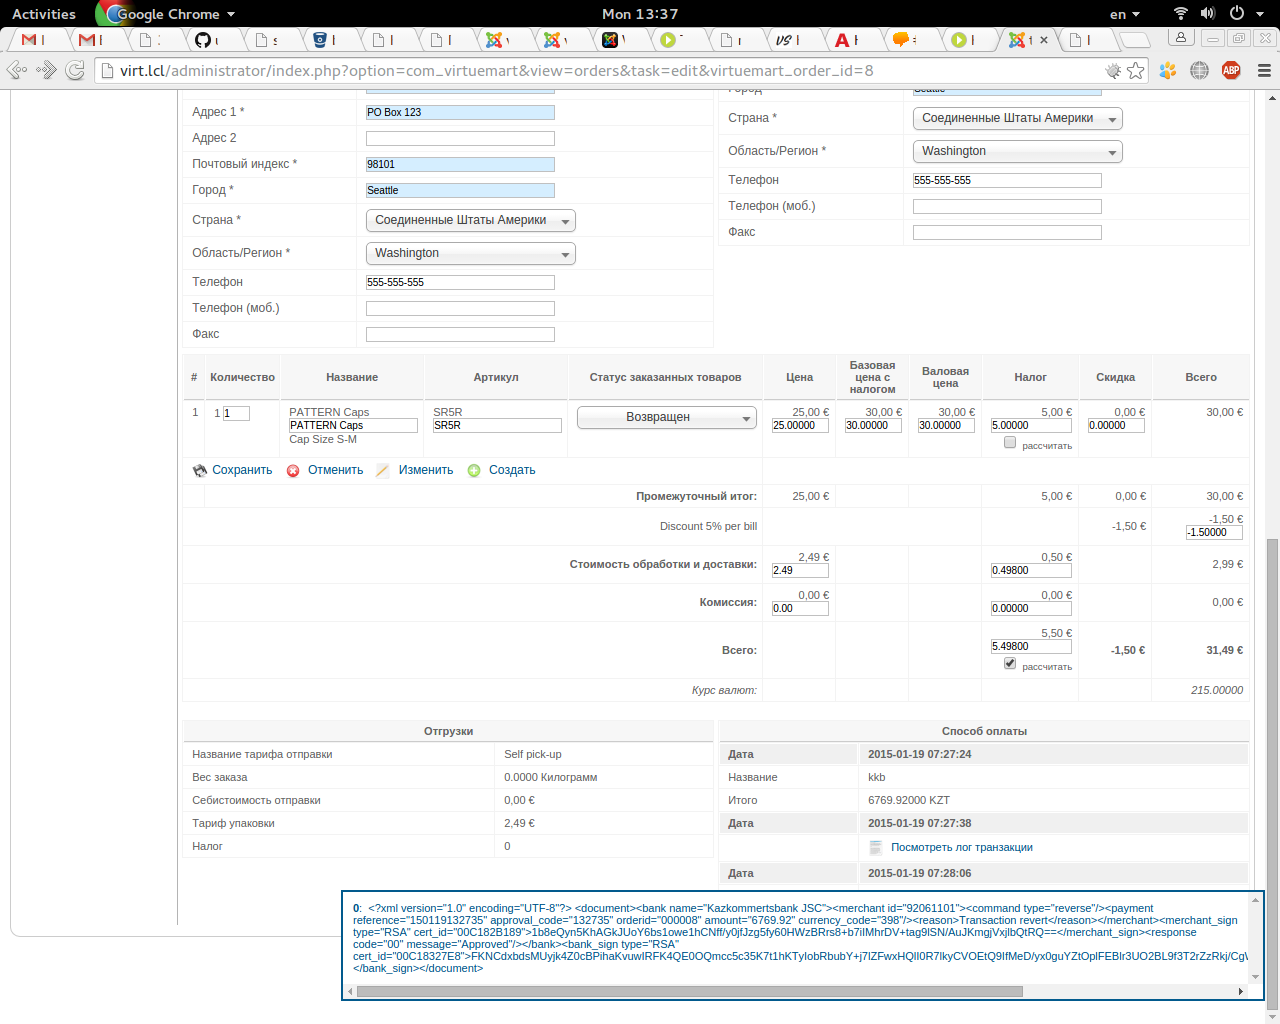 Activities
Google Chrome
Mon 13:37
en
virt.lcl/administrator/index.php?option=com_virtuemart&view=orders&task=edit&virtuemart_order_id=8
ABP
Адрес 1 *
PO Box 123
Адрес 2
Почтовый индекс *
98101
Город *
Seattle
Страна *
Соединенные Штаты Америки
Область/Регион *
Washington
Телефон
555-555-555
Телефон (моб.)
Факс
Город
Seattle
Страна *
Соединенные Штаты Америки
Область/Регион *
Washington
Телефон
555-555-555
Телефон (моб.)
Факс
# Количество Название Артикул Статус заказанных товаров Цена Базовая цена с налогом Валовая цена Налог Скидка Всего
1 1 1 PATTERN Caps SR5R Возвращен 25,00 € 30,00 € 30,00 € 5,00 € 0,00 € 30,00 €
PATTERN Caps SR5R 25.00000 30.00000 30.00000 5.00000 0.00000
Cap Size S-M рассчитать
Сохранить Отменить Изменить Создать
Промежуточный итог: 25,00 € 5,00 € 0,00 € 30,00 €
Discount 5% per bill -1,50 € -1,50 €
-1.50000
Стоимость обработки и доставки: 2,49 € 0,50 € 2,99 €
2.49 0.49800
Комиссия: 0,00 € 0,00 € 0,00 €
0.00 0.00000
Всего: 5,50 € -1,50 € 31,49 €
5.49800
рассчитать
Курс валют: 215.00000
Отгрузки
Название тарифа отправки Self pick-up
Вес заказа 0.0000 Килограмм
Себистоимость отправки 0,00 €
Тариф упаковки 2,49 €
Налог 0
Способ оплаты
Дата 2015-01-19 07:27:24
Название kkb
Итого 6769.92000 KZT
Дата 2015-01-19 07:27:38
Посмотреть лог транзакции
Дата 2015-01-19 07:28:06
0: <?xml version="1.0" encoding="UTF-8"?> <document><bank name="Kazkommertsbank JSC"><merchant id="92061101"><command type="reverse"/><payment
reference="150119132735" approval_code="132735" orderid="000008" amount="6769.92" currency_code="398"/><reason>Transaction revert</reason></merchant><merchant_sign
type="RSA" cert_id="00C182B189">1b8eQyn5KhAGkJUoY6bs1owe1hCNff/y0jfJzg5fy60HWzBRrs8+b7iIMhrDV+tag9lSN/AuJKmgjVxjlbQtRQ==</merchant_sign><response
code="00" message="Approved"/></bank><bank_sign type="RSA"
cert_id="00C18327E8">
</bank_sign></document>